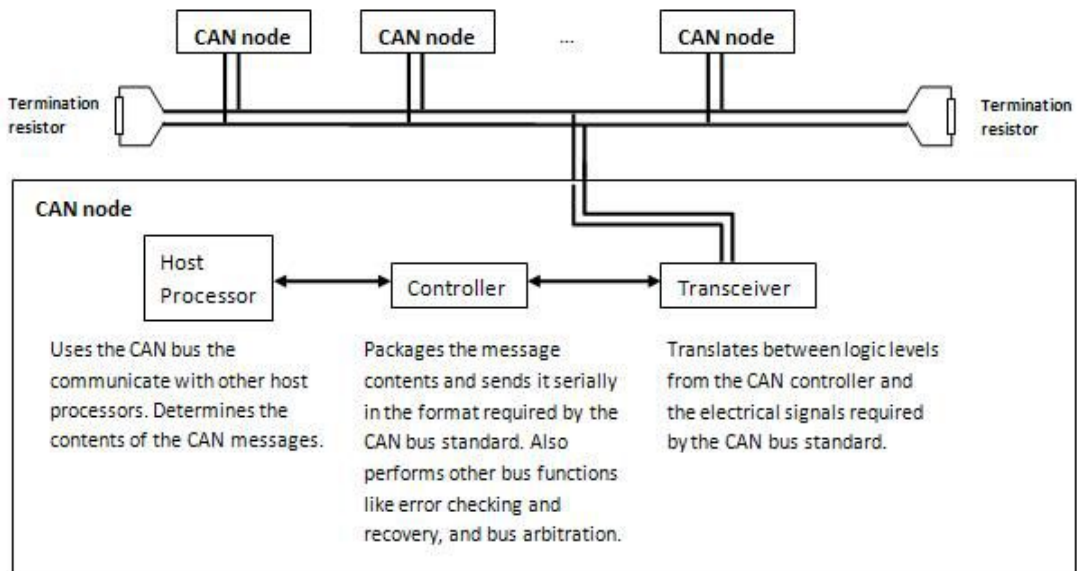 CAN node
CAN node
...
CAN node
Termination
resistor
Termination
resistor
CAN node
Host
Processor
Controller
Transceiver
Uses the CAN bus the
communicate with other host
processors. Determines the
contents of the CAN messages.
Packages the message
contents and sends it serially
in the format required by the
CAN bus standard. Also
performs other bus functions
like error checking and
recovery, and bus arbitration.
Translates between logic levels
from the CAN controller and
the electrical signals required
by the CAN bus standard.